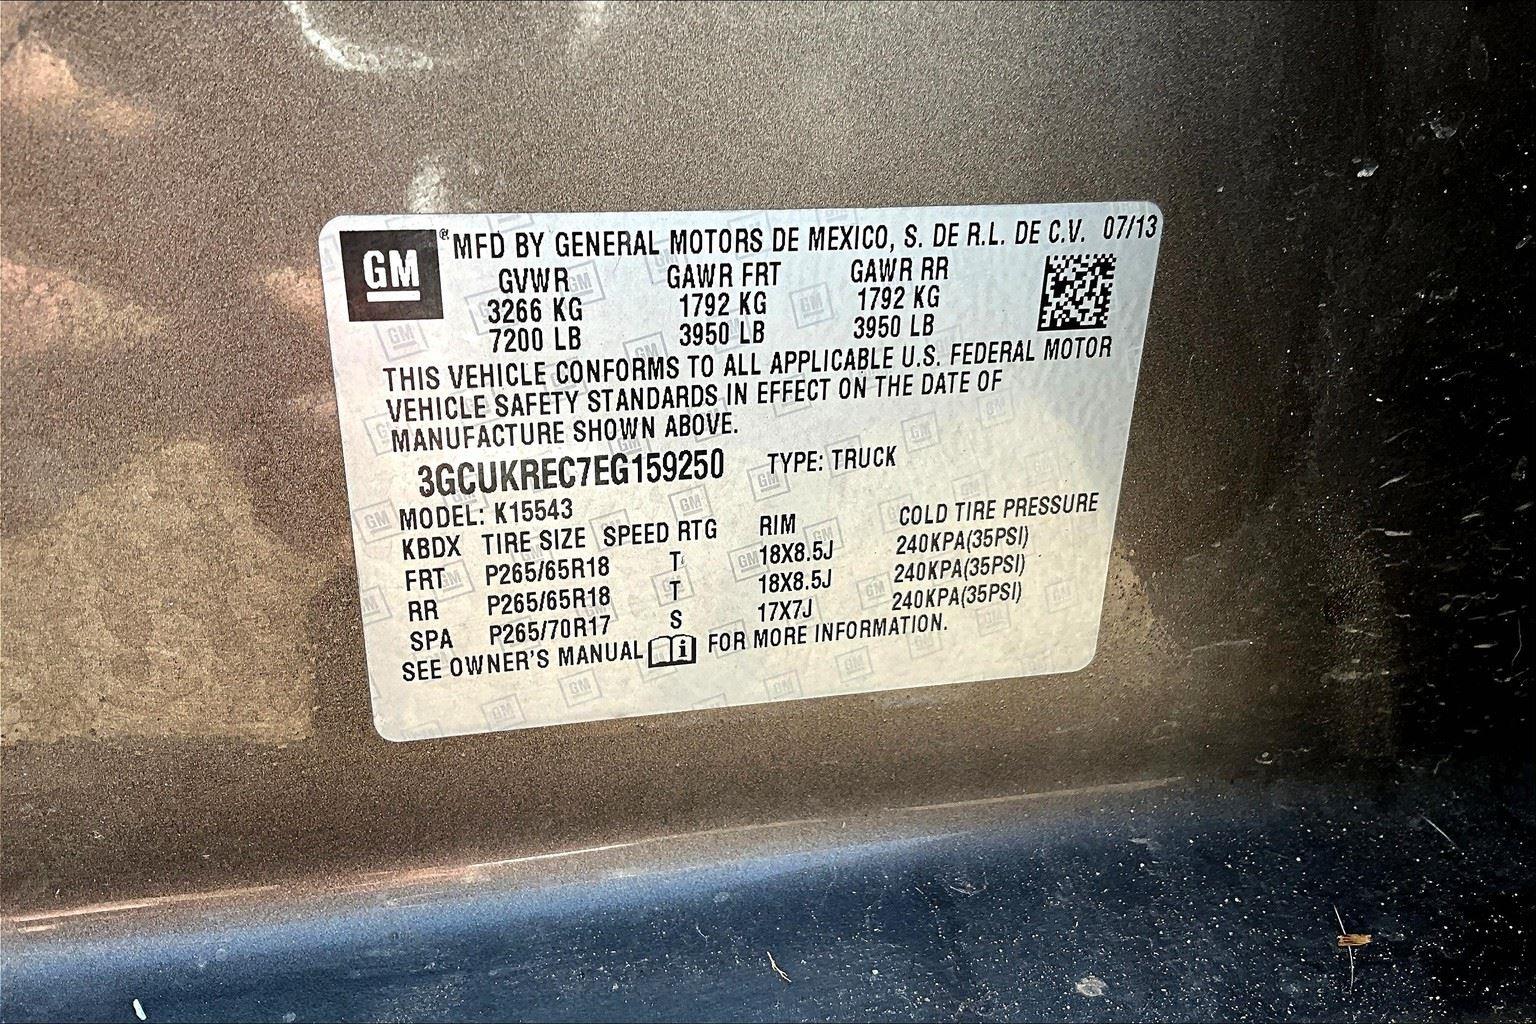 GM ® MFD BY GENERAL MOTORS DE MEXICO, S. DE R.L. DE C.V. 07/13
GVWR GAWR FRT GAWR RR
3266 KG 1792 KG 1792 KG
7200 LB 3950 LB 3950 LB
THIS VEHICLE CONFORMS TO ALL APPLICABLE U.S. FEDERAL MOTOR
VEHICLE SAFETY STANDARDS IN EFFECT ON THE DATE OF
MANUFACTURE SHOWN ABOVE.
3GCUKREC7EG159250 TYPE: TRUCK
MODEL: K15543
KBDX TIRE SIZE SPEED RTG RIM COLD TIRE PRESSURE
FRT P265/65R18 T 18X8.5J 240KPA(35PSI)
RR P265/65R18 T 18X8.5J 240KPA(35PSI)
SPA P265/70R17 S 17X7J 240KPA(35PSI)
SEE OWNER'S MANUAL i FOR MORE INFORMATION.